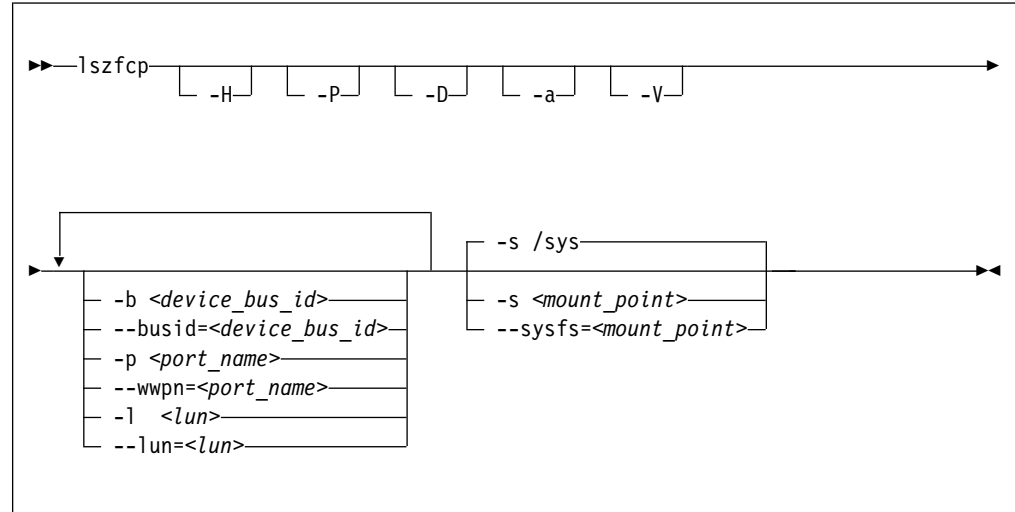 lszfcp
-H -P -D -a -V
-s /sys
-b <device_bus_id> -s <mount_point>
--busid=<device_bus_id> --sysfs=<mount_point>
-p <port_name>
--wwpn=<port_name>
-l <lun>
--lun=<lun>